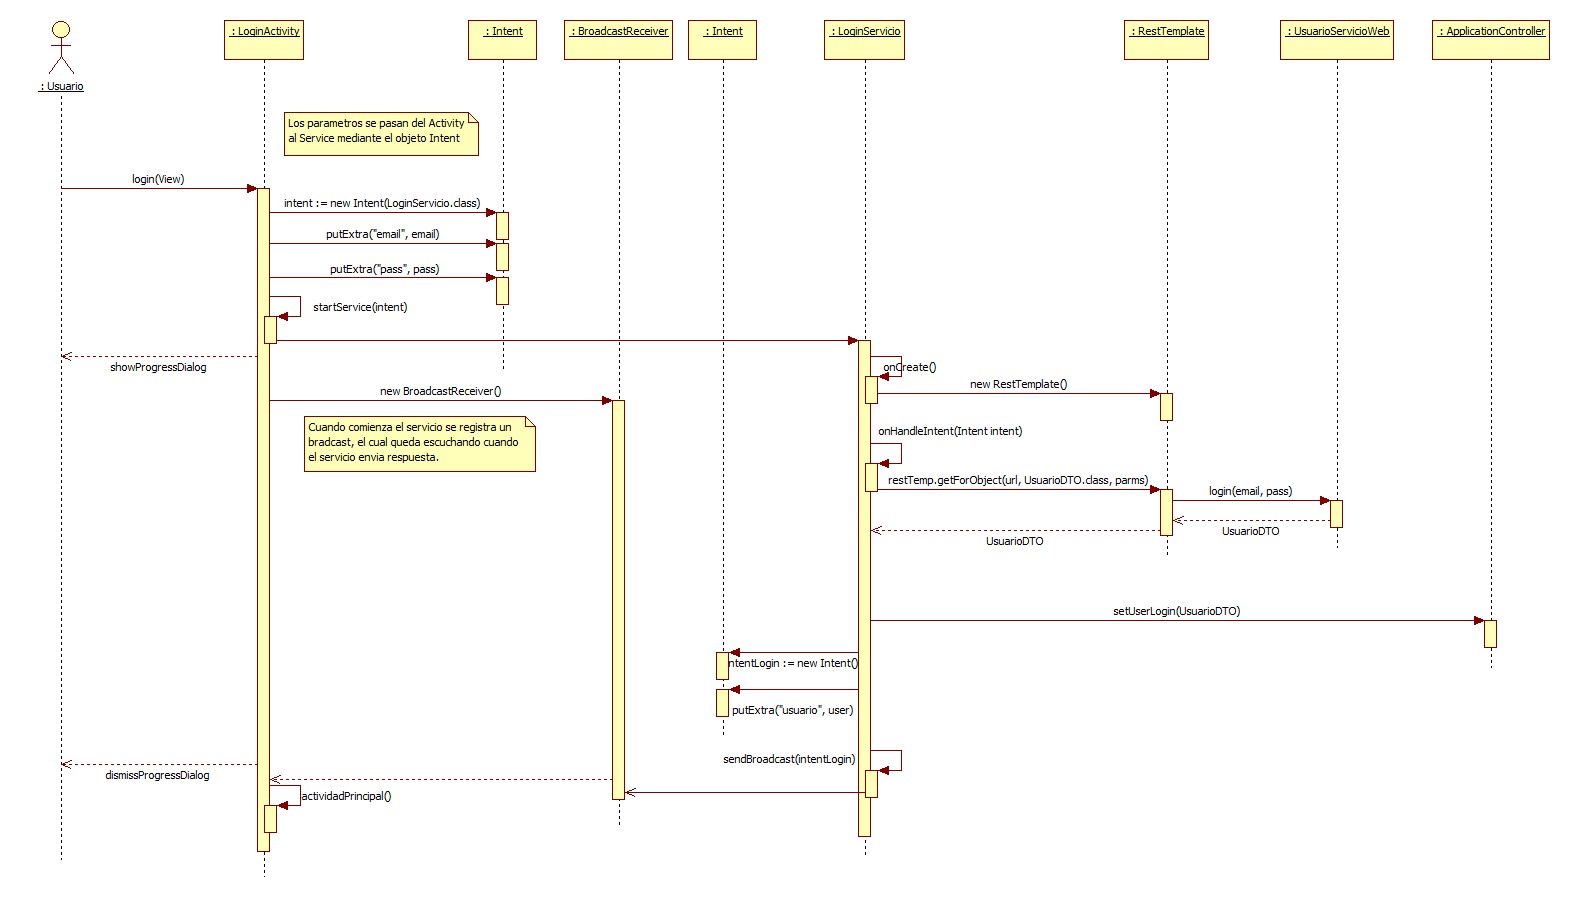 : LoginActivity
: Intent
: BroadcastReceiver
: Intent
: LoginServicio
: RestTemplate
: UsuarioServicioWeb
: ApplicationController
: Usuario
Los parametros se pasan del Activity
al Service mediante el objeto Intent
login(View)
intent := new Intent(LoginServicio.class)
putExtra("email", email)
putExtra("pass", pass)
startService(intent)
showProgressDialog
onCreate()
new RestTemplate()
new BroadcastReceiver()
Cuando comienza el servicio se registra un
bradcast, el cual queda escuchando cuando
el servicio envia respuesta.
onHandleIntent(Intent intent)
restTemp.getForObject(url, UsuarioDTO.class, parms)
login(email, pass)
UsuarioDTO
UsuarioDTO
setUserLogin(UsuarioDTO)
ntentLogin := new Intent()
putExtra("usuario", user)
sendBroadcast(intentLogin)
dismissProgressDialog
actividadPrincipal()